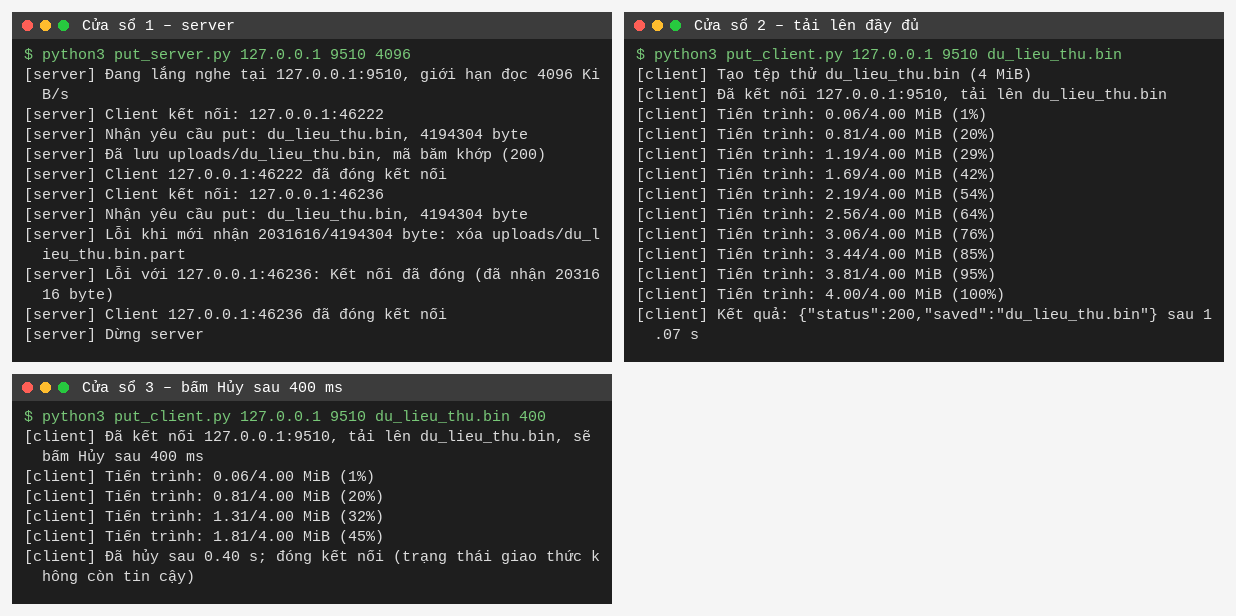 Cửa sổ 1 – server
$ python3 put_server.py 127.0.0.1 9510 4096
[server] Đang lắng nghe tại 127.0.0.1:9510, giới hạn đọc 4096 Ki
B/s
[server] Client kết nối: 127.0.0.1:46222
[server] Nhận yêu cầu put: du_lieu_thu.bin, 4194304 byte
[server] Đã lưu uploads/du_lieu_thu.bin, mã băm khớp (200)
[server] Client 127.0.0.1:46222 đã đóng kết nối
[server] Client kết nối: 127.0.0.1:46236
[server] Nhận yêu cầu put: du_lieu_thu.bin, 4194304 byte
[server] Lỗi khi mới nhận 2031616/4194304 byte: xóa uploads/du_l
ieu_thu.bin.part
[server] Lỗi với 127.0.0.1:46236: Kết nối đã đóng (đã nhận 20316
16 byte)
[server] Client 127.0.0.1:46236 đã đóng kết nối
[server] Dừng server
Cửa sổ 2 – tải lên đầy đủ
$ python3 put_client.py 127.0.0.1 9510 du_lieu_thu.bin
[client] Tạo tệp thử du_lieu_thu.bin (4 MiB)
[client] Đã kết nối 127.0.0.1:9510, tải lên du_lieu_thu.bin
[client] Tiến trình: 0.06/4.00 MiB (1%)
[client] Tiến trình: 0.81/4.00 MiB (20%)
[client] Tiến trình: 1.19/4.00 MiB (29%)
[client] Tiến trình: 1.69/4.00 MiB (42%)
[client] Tiến trình: 2.19/4.00 MiB (54%)
[client] Tiến trình: 2.56/4.00 MiB (64%)
[client] Tiến trình: 3.06/4.00 MiB (76%)
[client] Tiến trình: 3.44/4.00 MiB (85%)
[client] Tiến trình: 3.81/4.00 MiB (95%)
[client] Tiến trình: 4.00/4.00 MiB (100%)
[client] Kết quả: {"status":200,"saved":"du_lieu_thu.bin"} sau 1
.07 s
Cửa sổ 3 – bấm Hủy sau 400 ms
$ python3 put_client.py 127.0.0.1 9510 du_lieu_thu.bin 400
[client] Đã kết nối 127.0.0.1:9510, tải lên du_lieu_thu.bin, sẽ
bấm Hủy sau 400 ms
[client] Tiến trình: 0.06/4.00 MiB (1%)
[client] Tiến trình: 0.81/4.00 MiB (20%)
[client] Tiến trình: 1.31/4.00 MiB (32%)
[client] Tiến trình: 1.81/4.00 MiB (45%)
[client] Đã hủy sau 0.40 s; đóng kết nối (trạng thái giao thức k
hông còn tin cậy)